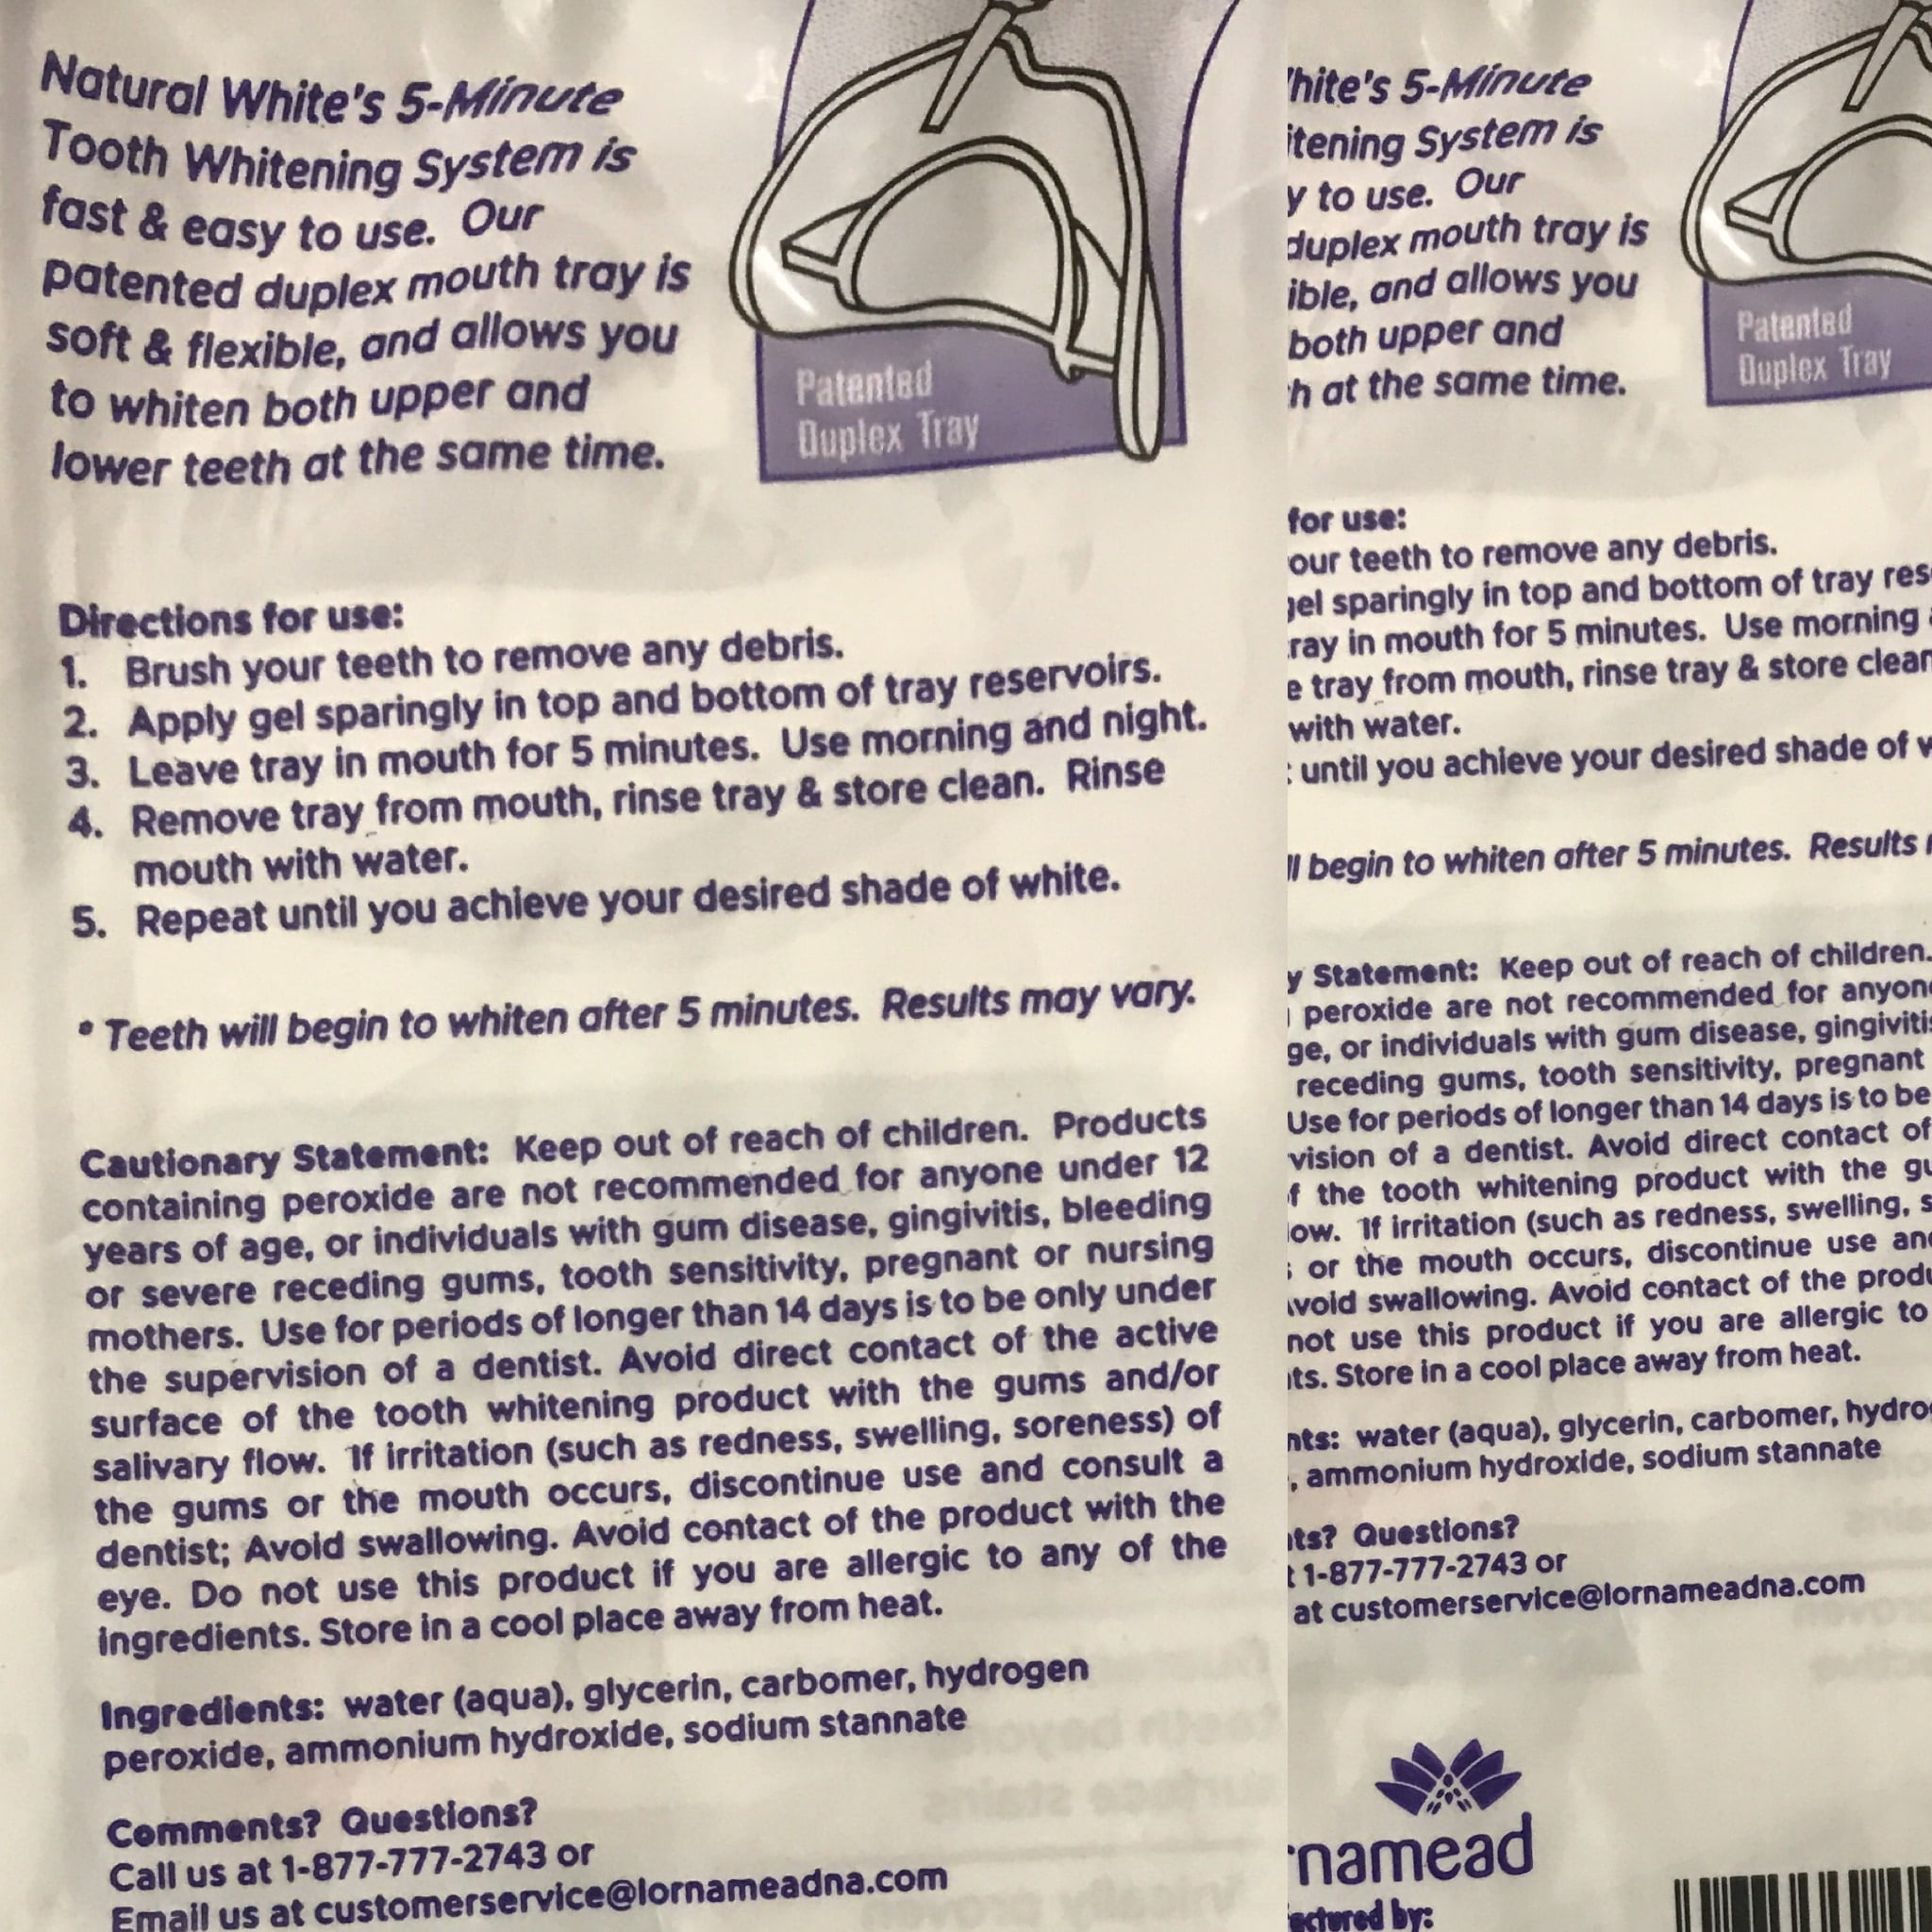 Natural White's 5-Minute
Tooth Whitening System is
fast & easy to use. Our
patented duplex mouth tray is
soft & flexible, and allows you
to whiten both upper and
lower teeth at the same time.
Patented
Duplex Tray
Directions for use:
1. Brush your teeth to remove any debris.
2. Apply gel sparingly in top and bottom of tray reservoirs.
3. Leave tray in mouth for 5 minutes. Use morning and night.
4. Remove tray from mouth, rinse tray & store clean. Rinse
mouth with water.
5. Repeat until you achieve your desired shade of white.
* Teeth will begin to whiten after 5 minutes. Results may vary.
Cautionary Statement: Keep out of reach of children. Products
containing peroxide are not recommended for anyone under 12
years of age, or individuals with gum disease, gingivitis, bleeding
or severe receding gums, tooth sensitivity, pregnant or nursing
mothers. Use for periods of longer than 14 days is to be only under
the supervision of a dentist. Avoid direct contact of the active
surface of the tooth whitening product with the gums and/or
salivary flow. If irritation (such as redness, swelling, soreness) of
the gums or the mouth occurs, discontinue use and consult a
dentist; Avoid swallowing. Avoid contact of the product with the
eye. Do not use this product if you are allergic to any of the
ingredients. Store in a cool place away from heat.
Ingredients: water (aqua), glycerin, carbomer, hydrogen
peroxide, ammonium hydroxide, sodium stannate
Comments? Questions?
Call us at 1-877-777-2743 or
Email us at customerservice@lornameadna.com
hite's 5-Minute
itening System is
y to use. Our
duplex mouth tray is
ible, and allows you
both upper and
h at the same time.
Patented
Duplex Tray
for use:
our teeth to remove any debris.
gel sparingly in top and bottom of tray res
ray in mouth for 5 minutes. Use morning
e tray from mouth, rinse tray & store clean
with water.
until you achieve your desired shade of w
ll begin to whiten after 5 minutes. Results
y Statement: Keep out of reach of children.
peroxide are not recommended for anyon
ge, or individuals with gum disease, gingivitis
receding gums, tooth sensitivity, pregnant
Use for periods of longer than 14 days is to be
vision of a dentist. Avoid direct contact of
f the tooth whitening product with the gu
low. If irritation (such as redness, swelling, s
or the mouth occurs, discontinue use and
void swallowing. Avoid contact of the produ
not use this product if you are allergic to
ts. Store in a cool place away from heat.
nts: water (aqua), glycerin, carbomer, hydro
, ammonium hydroxide, sodium stannate
ts? Questions?
t 1-877-777-2743 or
at customerservice@lornameadna.com
rnamead
actured by: